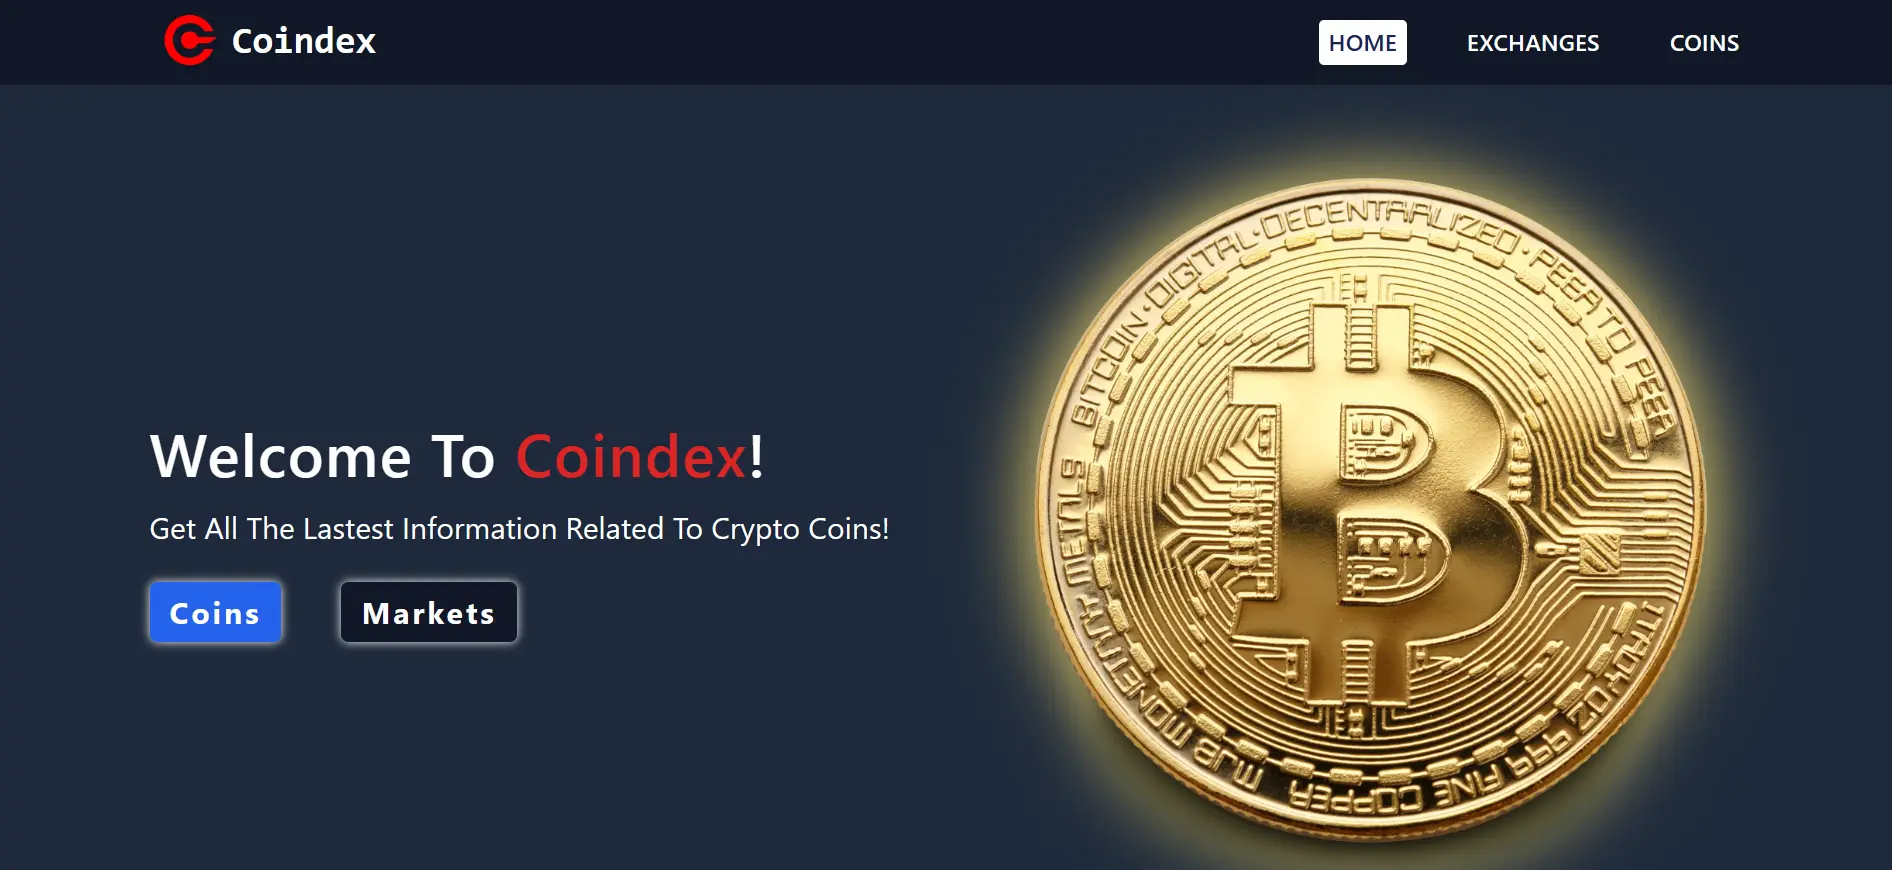 Coindex
HOME
EXCHANGES
COINS
Welcome To Coindex!
Get All The Lastest Information Related To Crypto Coins!
Coins
Markets
BITCOIN · DIGITAL · DECENTRALIZED · PEER TO PEER
1 TROY OZ 999 FINE COPPER MJB MONETARY METALS